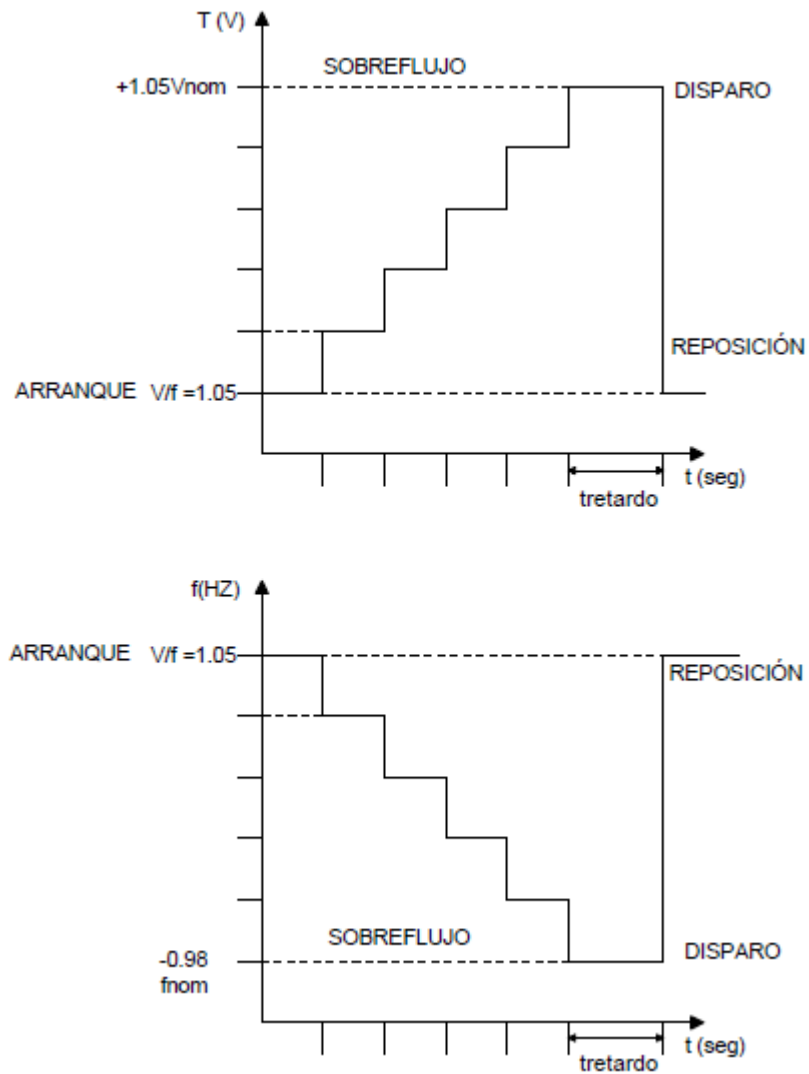 T (V)
SOBREFLUJO
+1.05Vnom
DISPARO
REPOSICIÓN
ARRANQUE V/f =1.05
t (seg)
tretardo
f(HZ)
ARRANQUE V/f =1.05
REPOSICIÓN
SOBREFLUJO
-0.98
fnom
DISPARO
t (seg)
tretardo